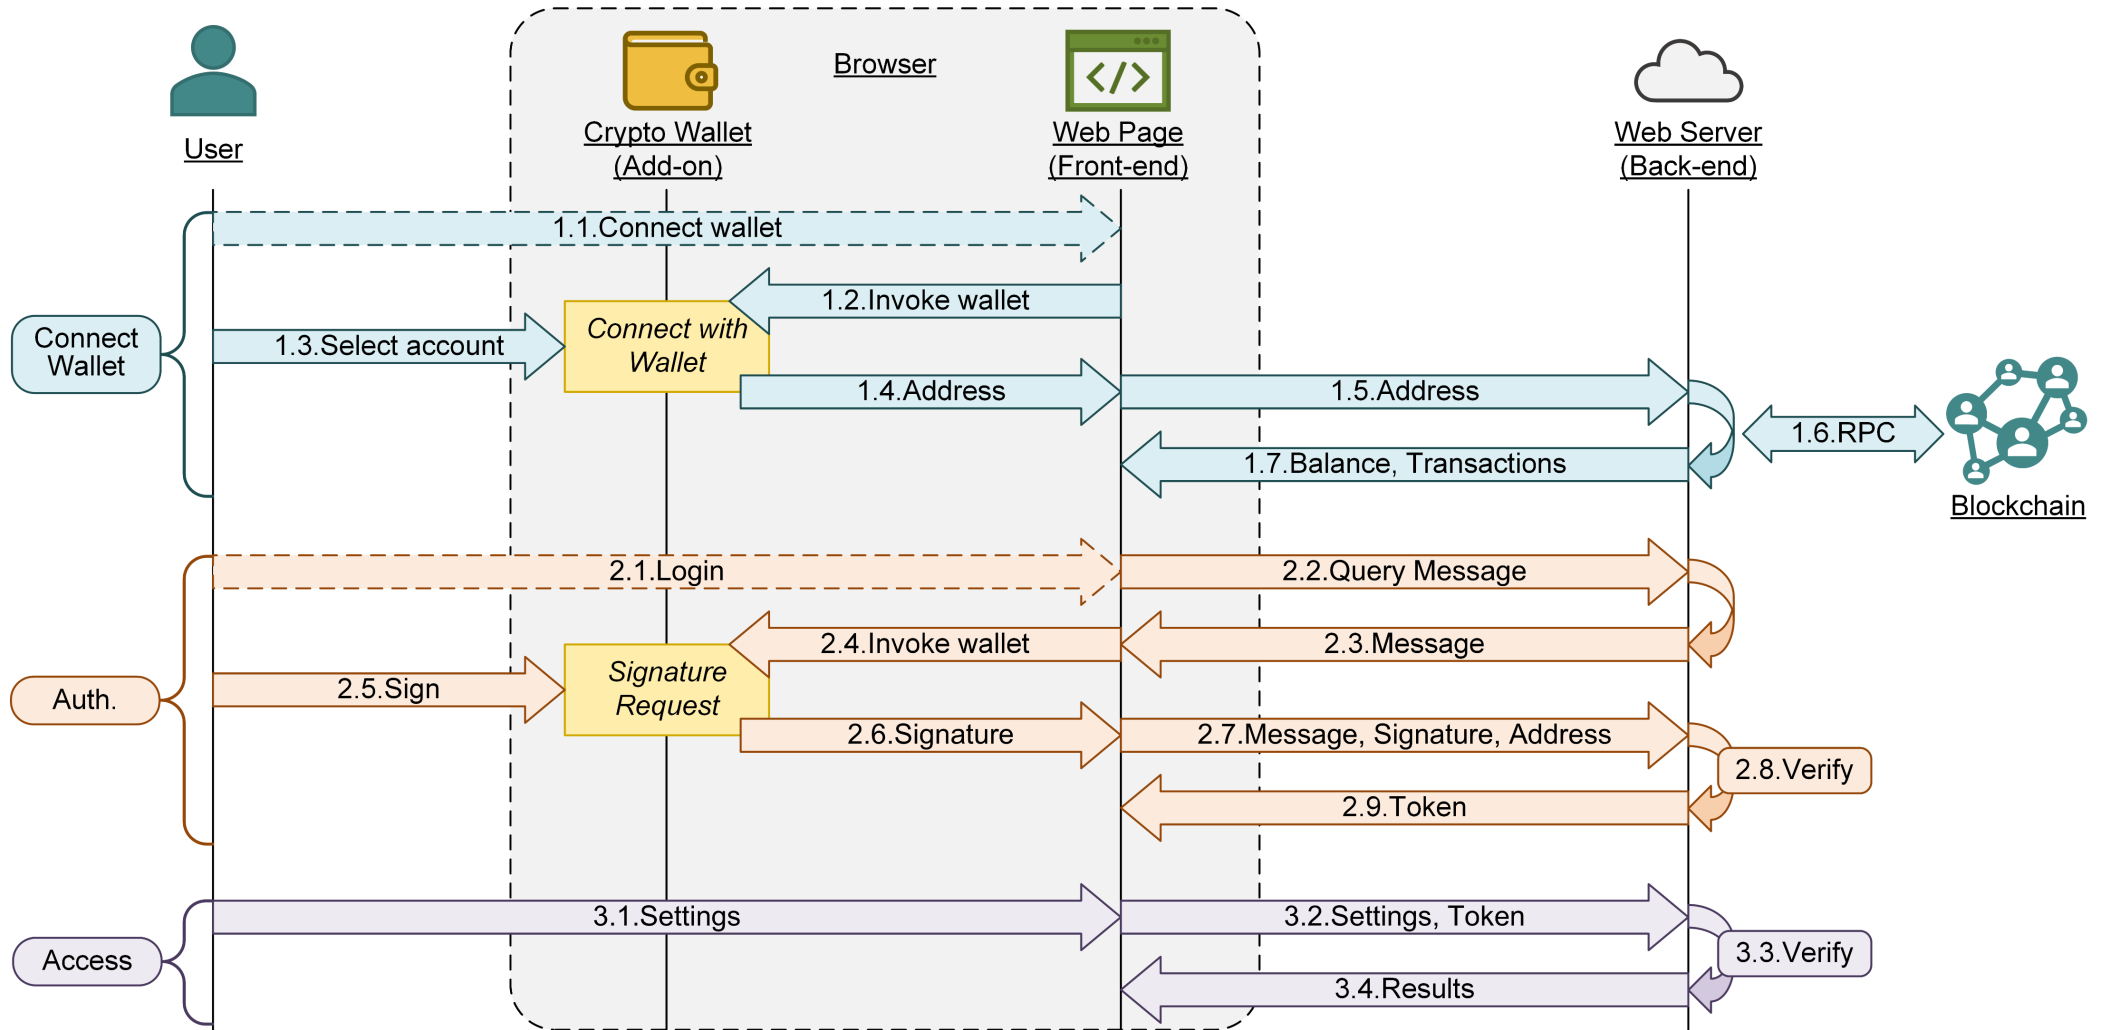 Browser
User
Crypto Wallet
(Add-on)
Web Page
(Front-end)
Web Server
(Back-end)
1.1.Connect wallet
1.2.Invoke wallet
Connect
Wallet
1.3.Select account
Connect with
Wallet
1.4.Address
1.5.Address
1.6.RPC
1.7.Balance, Transactions
Blockchain
2.1.Login
2.2.Query Message
2.3.Message
2.4.Invoke wallet
Auth.
2.5.Sign
Signature
Request
2.6.Signature
2.7.Message, Signature, Address
2.8.Verify
2.9.Token
3.1.Settings
3.2.Settings, Token
Access
3.3.Verify
3.4.Results